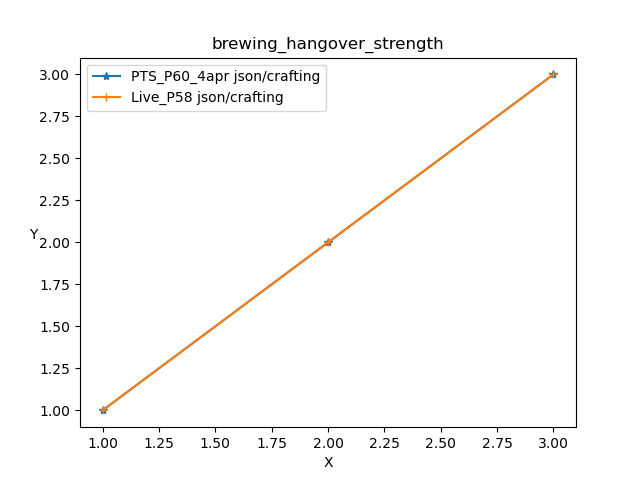 brewing_hangover_strength
PTS_P60_4apr json/crafting
Live_P58 json/crafting
3.00
2.75
2.50
2.25
Y
2.00
1.75
1.50
1.25
1.00
1.00 1.25 1.50 1.75 2.00 2.25 2.50 2.75 3.00
X